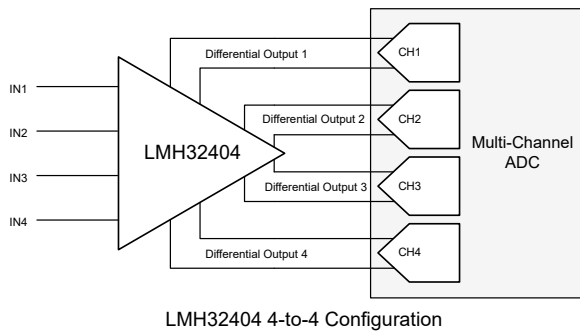 IN1
IN2
IN3
IN4
LMH32404
Differential Output 1
Differential Output 2
Differential Output 3
Differential Output 4
CH1
CH2
CH3
CH4
Multi-Channel
ADC
LMH32404 4-to-4 Configuration